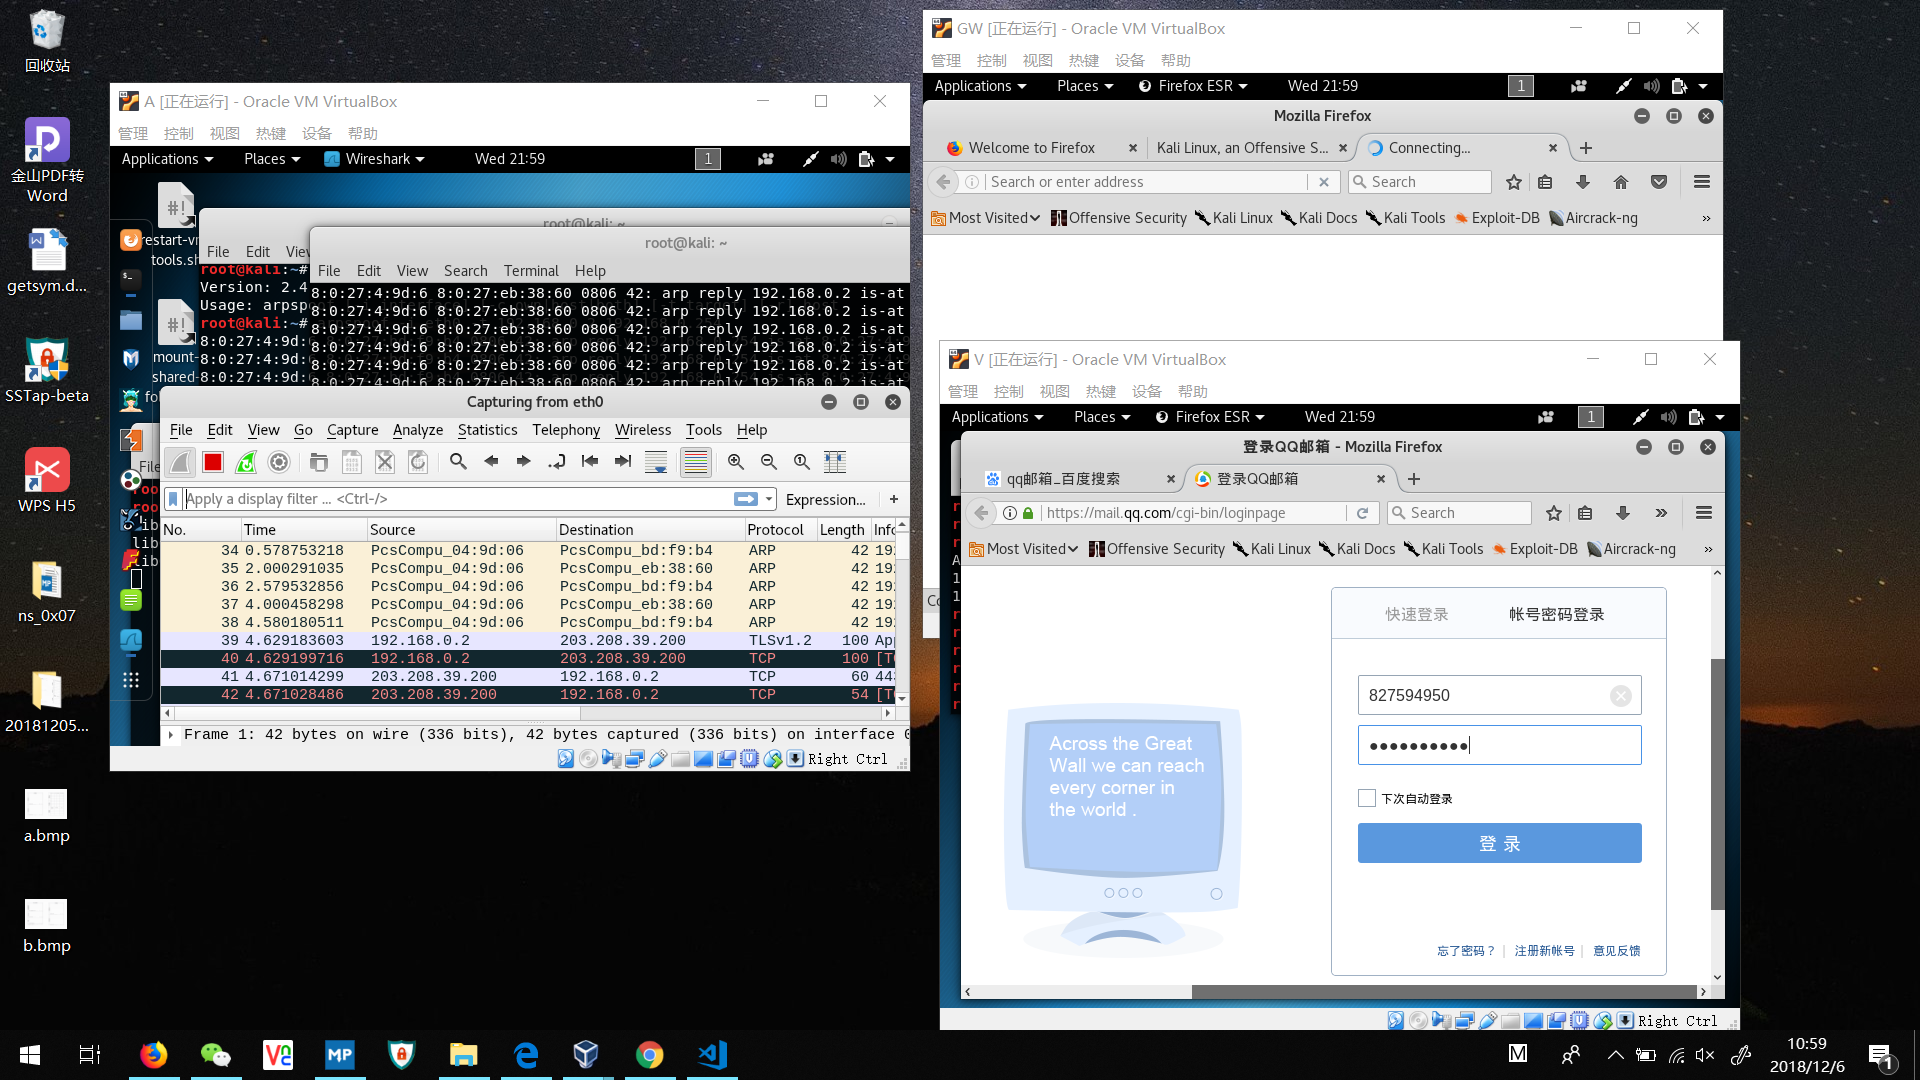 回收站
金山PDF转
Word
getsym.d...
SSTap-beta
WPS H5
ns_0x07
20181205...
a.bmp
b.bmp
A [正在运行] - Oracle VM VirtualBox
管理 控制 视图 热键 设备 帮助
Applications Places Wireshark Wed 21:59 1
restart-vm
tools.sh
mount-
shared-
fo
root@kali: ~
File Edit View
root@kali:~#
Version: 2.4
Usage: arpsp
root@kali:~#
8:0:27:4:9d:
8:0:27:4:9d:
8:0:27:4:9d:
root@kali: ~
File Edit View Search Terminal Help
8:0:27:4:9d:6 8:0:27:eb:38:60 0806 42: arp reply 192.168.0.2 is-at
8:0:27:4:9d:6 8:0:27:eb:38:60 0806 42: arp reply 192.168.0.2 is-at
8:0:27:4:9d:6 8:0:27:eb:38:60 0806 42: arp reply 192.168.0.2 is-at
8:0:27:4:9d:6 8:0:27:eb:38:60 0806 42: arp reply 192.168.0.2 is-at
8:0:27:4:9d:6 8:0:27:eb:38:60 0806 42: arp reply 192.168.0.2 is-at
8:0:27:4:9d:6 8:0:27:eb:38:60 0806 42: arp reply 192.168.0.2 is-at
File
roo
roo
lib
lib
lib
Capturing from eth0
File Edit View Go Capture Analyze Statistics Telephony Wireless Tools Help
Apply a display filter ... <Ctrl-/> Expression... +
No. Time Source Destination Protocol Length Info
34 0.578753218 PcsCompu_04:9d:06 PcsCompu_bd:f9:b4 ARP 42 19
35 2.000291035 PcsCompu_04:9d:06 PcsCompu_eb:38:60 ARP 42 19
36 2.579532856 PcsCompu_04:9d:06 PcsCompu_bd:f9:b4 ARP 42 19
37 4.000458298 PcsCompu_04:9d:06 PcsCompu_eb:38:60 ARP 42 19
38 4.580180511 PcsCompu_04:9d:06 PcsCompu_bd:f9:b4 ARP 42 19
39 4.629183603 192.168.0.2 203.208.39.200 TLSv1.2 100 App
40 4.629199716 192.168.0.2 203.208.39.200 TCP 100 [T
41 4.671014299 203.208.39.200 192.168.0.2 TCP 60 443
42 4.671028486 203.208.39.200 192.168.0.2 TCP 54 [T
Frame 1: 42 bytes on wire (336 bits), 42 bytes captured (336 bits) on interface 0
Right Ctrl
GW [正在运行] - Oracle VM VirtualBox
管理 控制 视图 热键 设备 帮助
Applications Places Firefox ESR Wed 21:59 1
Mozilla Firefox
Welcome to Firefox Kali Linux, an Offensive S... Connecting...
Search or enter address Search
Most Visited Offensive Security Kali Linux Kali Docs Kali Tools Exploit-DB Aircrack-ng »
Co
V [正在运行] - Oracle VM VirtualBox
管理 控制 视图 热键 设备 帮助
Applications Places Firefox ESR Wed 21:59 1
登录QQ邮箱 - Mozilla Firefox
qq邮箱_百度搜索 登录QQ邮箱
https://mail.qq.com/cgi-bin/loginpage Search
Most Visited Offensive Security Kali Linux Kali Docs Kali Tools Exploit-DB Aircrack-ng »
快速登录 帐号密码登录
827594950
●●●●●●●●●●
下次自动登录
登 录
忘了密码？ | 注册新帐号 | 意见反馈
Across the Great
Wall we can reach
every corner in
the world .
Right Ctrl
M
10:59
2018/12/6
1